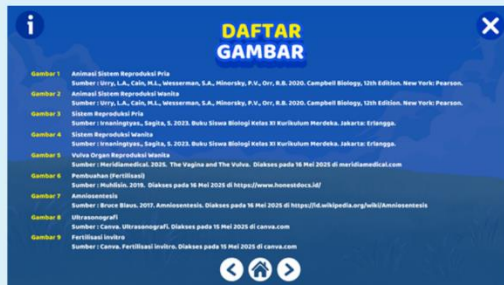 i
X
DAFTAR
GAMBAR
Gambar 1 Animasi Sistem Reproduksi Pria
Sumber : Urry, L.A., Cain, M.L., Wesserman, S.A., Minorsky, P.V., Orr, R.B. 2020. Campbell Biology, 12th Edition. New York: Pearson.
Gambar 2 Animasi Sistem Reproduksi Wanita
Sumber : Urry, L.A., Cain, M.L., Wesserman, S.A., Minorsky, P.V., Orr, R.B. 2020. Campbell Biology, 12th Edition. New York: Pearson.
Gambar 3 Sistem Reproduksi Pria
Sumber : Irnaningtyas., Sagita, S. 2023. Buku Siswa Biologi Kelas XI Kurikulum Merdeka. Jakarta: Erlangga.
Gambar 4 Sistem Reproduksi Wanita
Sumber : Irnaningtyas., Sagita, S. 2023. Buku Siswa Biologi Kelas XI Kurikulum Merdeka. Jakarta: Erlangga.
Gambar 5 Vulva Organ Reproduksi Wanita
Sumber : Meridiamedical. 2025. The Vagina and The Vulva. Diakses pada 16 Mei 2025 di meridiamedical.com
Gambar 6 Pembuahan (Fertilisasi)
Sumber : Muhlisin. 2019. Diakses pada 16 Mei 2025 di https://www.honestdocs.id/
Gambar 7 Amniosentesis
Sumber : Bruce Blaus. 2017. Amniosentesis. Diakses pada 16 Mei 2025 di https://id.wikipedia.org/wiki/Amniosentesis
Gambar 8 Ultrasonografi
Sumber : Canva. Ultrasonografi. Diakses pada 15 Mei 2025 di canva.com
Gambar 9 Fertilisasi invitro
Sumber : Canva. Fertilisasi invitro. Diakses pada 15 Mei 2025 di canva.com